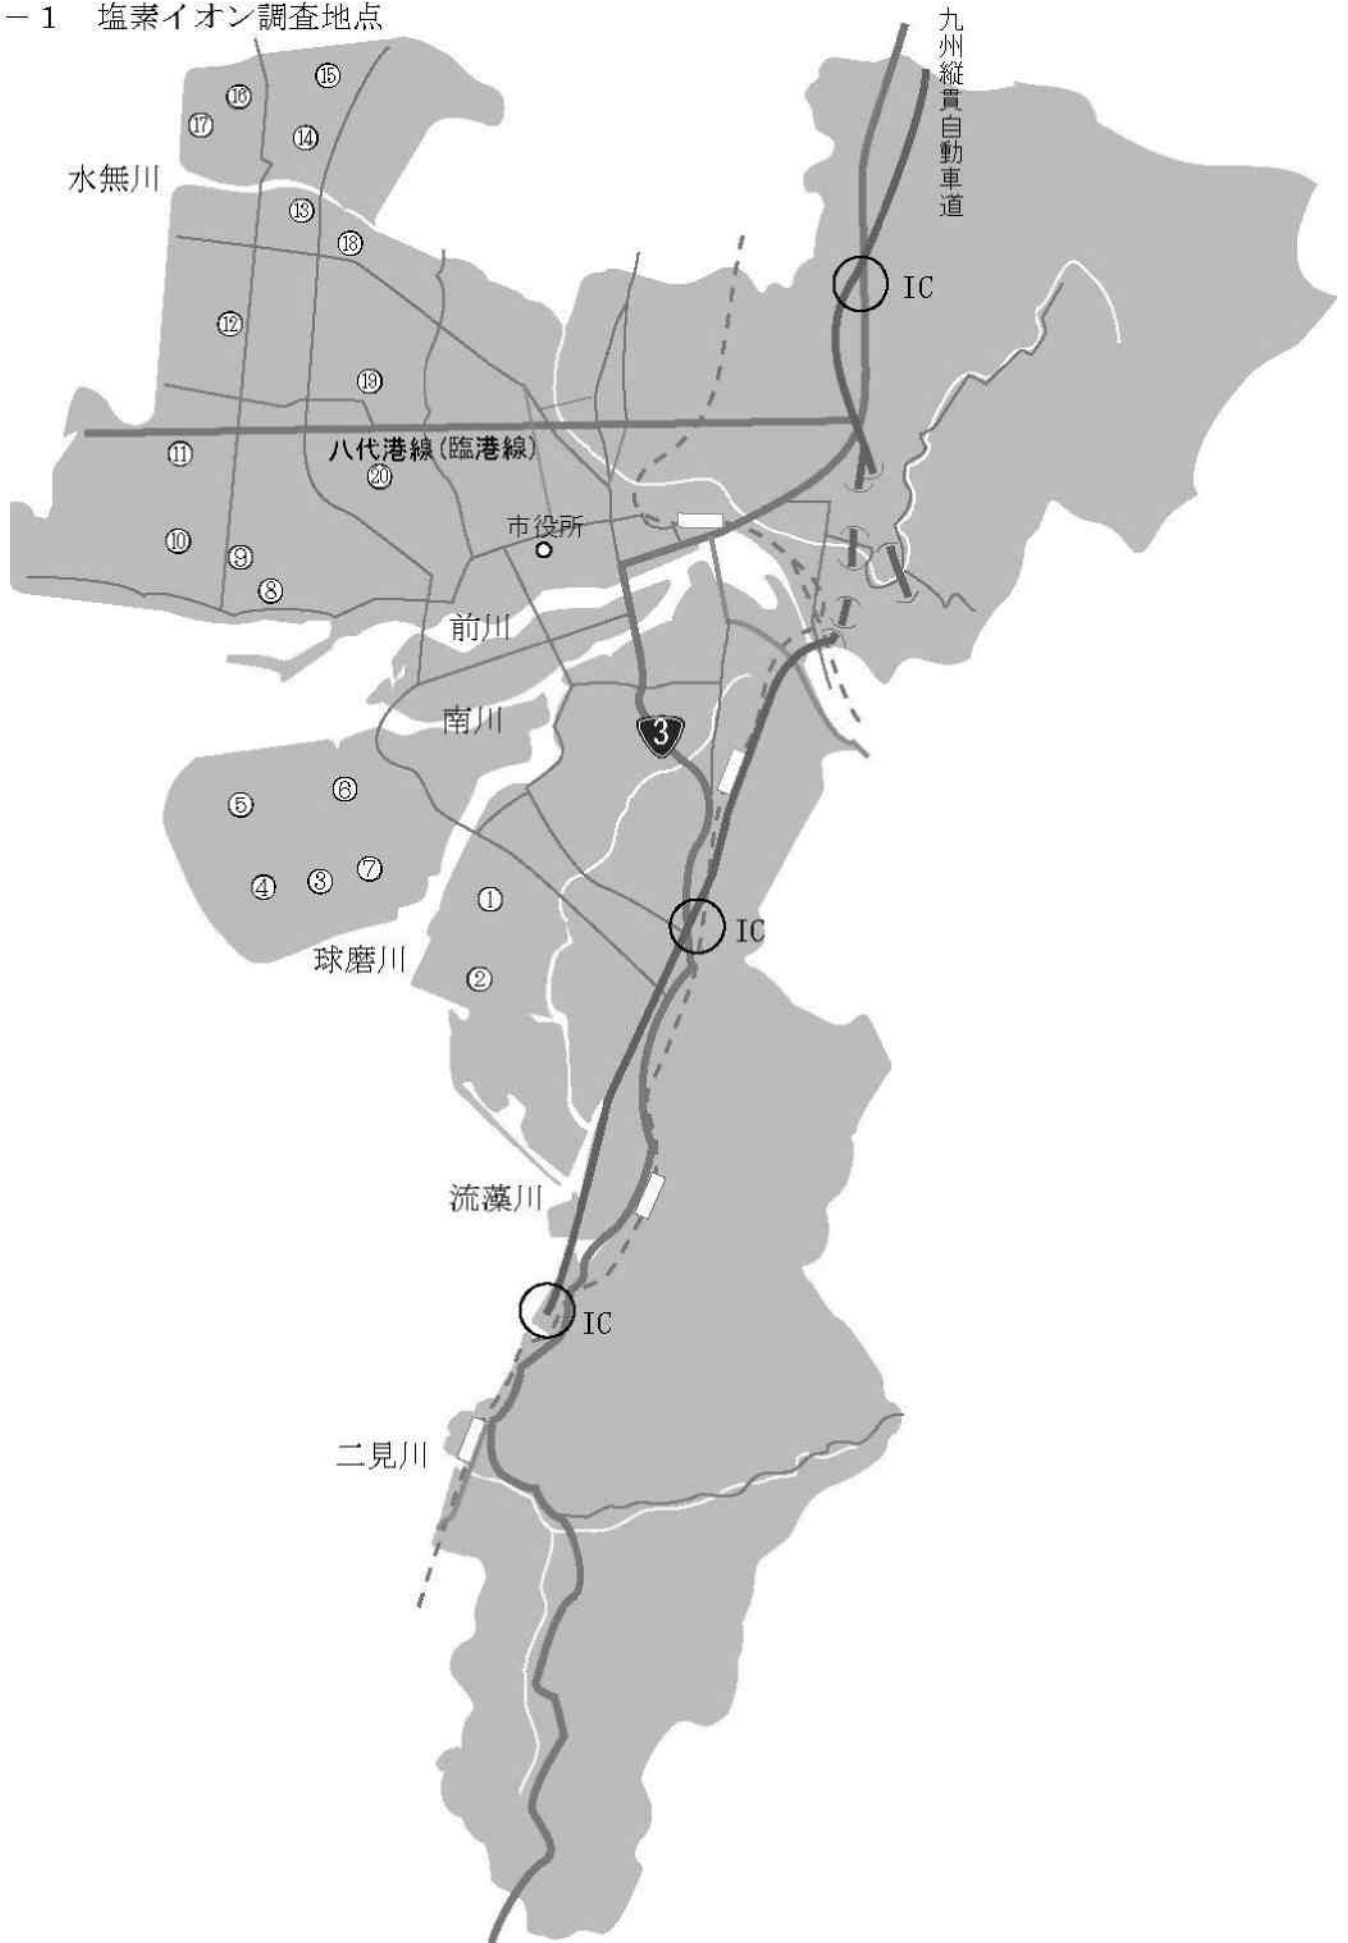 －１　塩素イオン調査地点
九州縦貫自動車道
⑮
⑯
⑰
⑭
水無川
⑬
⑱
IC
⑫
⑲
八代港線(臨港線)
⑪
⑳
市役所
⑩
⑨
⑧
前川
南川
3
⑥
⑤
⑦
③
④
①
IC
球磨川
②
流藻川
IC
二見川